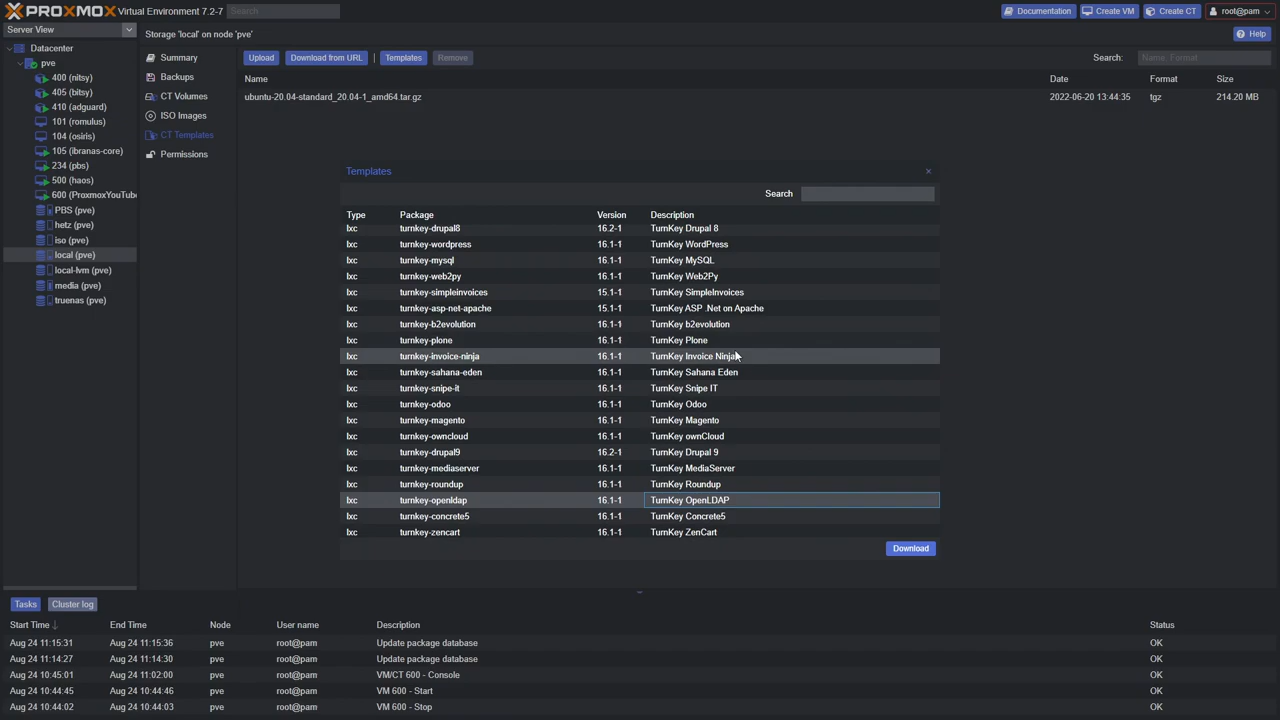 PROXMOX Virtual Environment 7.2-7 Search Documentation Create VM Create CT root@pam
Server View Storage 'local' on node 'pve' Help
Datacenter
pve
400 (nitsy)
405 (bitsy)
410 (adguard)
101 (romulus)
104 (osiris)
105 (ibranas-core)
234 (pbs)
500 (haos)
600 (ProxmoxYouTube
PBS (pve)
hetz (pve)
iso (pve)
local (pve)
local-lvm (pve)
media (pve)
truenas (pve)
Summary
Backups
CT Volumes
ISO Images
CT Templates
Permissions
Upload Download from URL | Templates Remove Search: Name, Format
Name Date Format Size
ubuntu-20.04-standard_20.04-1_amd64.tar.gz 2022-06-20 13:44:35 tgz 214.20 MB
Templates
Search
Type Package Version Description
lxc turnkey-drupal8 16.2-1 TurnKey Drupal 8
lxc turnkey-wordpress 16.1-1 TurnKey WordPress
lxc turnkey-mysql 16.1-1 TurnKey MySQL
lxc turnkey-web2py 16.1-1 TurnKey Web2Py
lxc turnkey-simpleinvoices 15.1-1 TurnKey SimpleInvoices
lxc turnkey-asp-net-apache 15.1-1 TurnKey ASP .Net on Apache
lxc turnkey-b2evolution 16.1-1 TurnKey b2evolution
lxc turnkey-plone 16.1-1 TurnKey Plone
lxc turnkey-invoice-ninja 16.1-1 TurnKey Invoice Ninja
lxc turnkey-sahana-eden 16.1-1 TurnKey Sahana Eden
lxc turnkey-snipe-it 16.1-1 TurnKey Snipe IT
lxc turnkey-odoo 16.1-1 TurnKey Odoo
lxc turnkey-magento 16.1-1 TurnKey Magento
lxc turnkey-owncloud 16.1-1 TurnKey ownCloud
lxc turnkey-drupal9 16.2-1 TurnKey Drupal 9
lxc turnkey-mediaserver 16.1-1 TurnKey MediaServer
lxc turnkey-roundup 16.1-1 TurnKey Roundup
lxc turnkey-openldap 16.1-1 TurnKey OpenLDAP
lxc turnkey-concrete5 16.1-1 TurnKey Concrete5
lxc turnkey-zencart 16.1-1 TurnKey ZenCart
Download
Tasks Cluster log
Start Time End Time Node User name Description Status
Aug 24 11:15:31 Aug 24 11:15:36 pve root@pam Update package database OK
Aug 24 11:14:27 Aug 24 11:14:30 pve root@pam Update package database OK
Aug 24 10:45:01 Aug 24 11:02:00 pve root@pam VM/CT 600 - Console OK
Aug 24 10:44:45 Aug 24 10:44:46 pve root@pam VM 600 - Start OK
Aug 24 10:44:02 Aug 24 10:44:03 pve root@pam VM 600 - Stop OK